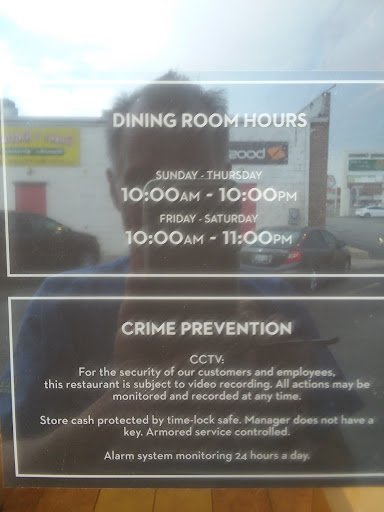 DINING ROOM HOURS
SUNDAY - THURSDAY
10:00AM - 10:00PM
FRIDAY - SATURDAY
10:00AM - 11:00PM
CRIME PREVENTION
CCTV:
For the security of our customers and employees,
this restaurant is subject to video recording. All actions may be
monitored and recorded at any time.
Store cash protected by time-lock safe. Manager does not have a
key. Armored service controlled.
Alarm system monitoring 24 hours a day.